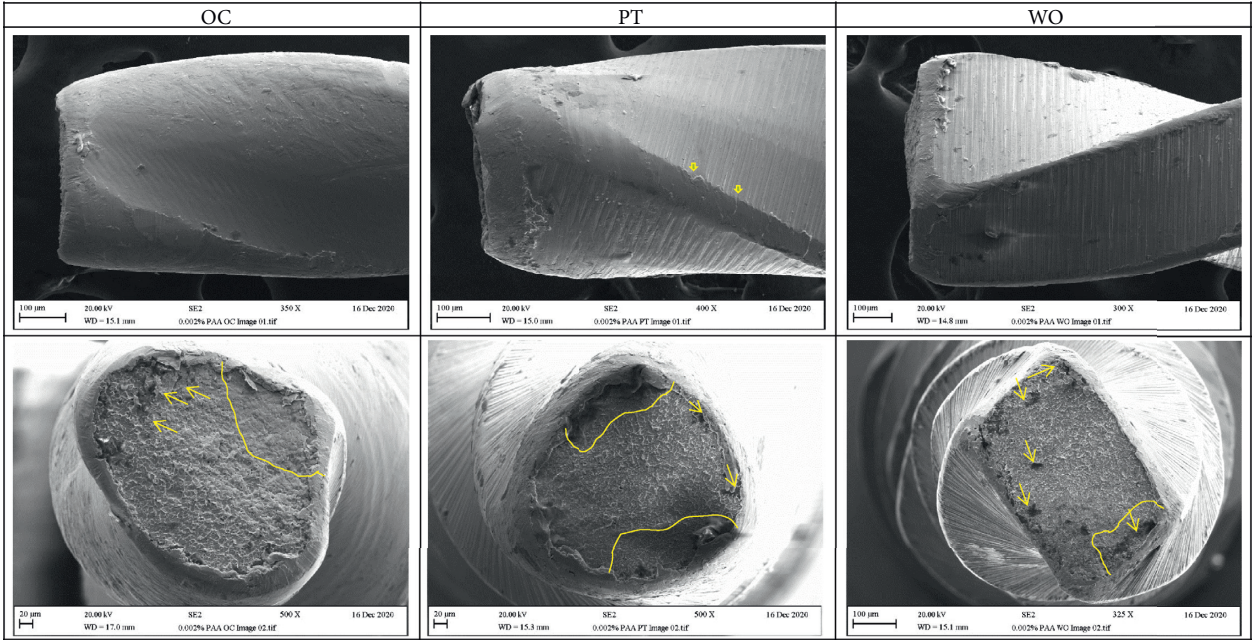 OC
PT
WO
100 μm 20.00 kV SE2 350 X 16 Dec 2020
WD = 15.1 mm 0.002% PAA OC Image 01.tif
100 μm 20.00 kV SE2 400 X 16 Dec 2020
WD = 15.0 mm 0.002% PAA PT Image 01.tif
100 μm 20.00 kV SE2 300 X 16 Dec 2020
WD = 14.8 mm 0.002% PAA WO Image 01.tif
20 μm 20.00 kV SE2 500 X 16 Dec 2020
WD = 17.0 mm 0.002% PAA OC Image 02.tif
20 μm 20.00 kV SE2 500 X 16 Dec 2020
WD = 15.3 mm 0.002% PAA PT Image 02.tif
100 μm 20.00 kV SE2 325 X 16 Dec 2020
WD = 15.1 mm 0.002% PAA WO Image 02.tif